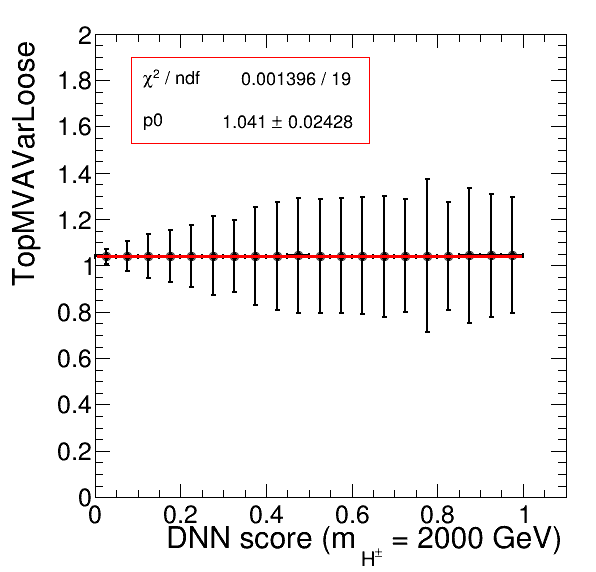 TopMVAVarLoose
2
1.8
1.6
1.4
1.2
1
0.8
0.6
0.4
0.2
0
χ² / ndf 0.001396 / 19
p0 1.041 ± 0.02428
0 0.2 0.4 0.6 0.8 1
DNN score (m_H± = 2000 GeV)